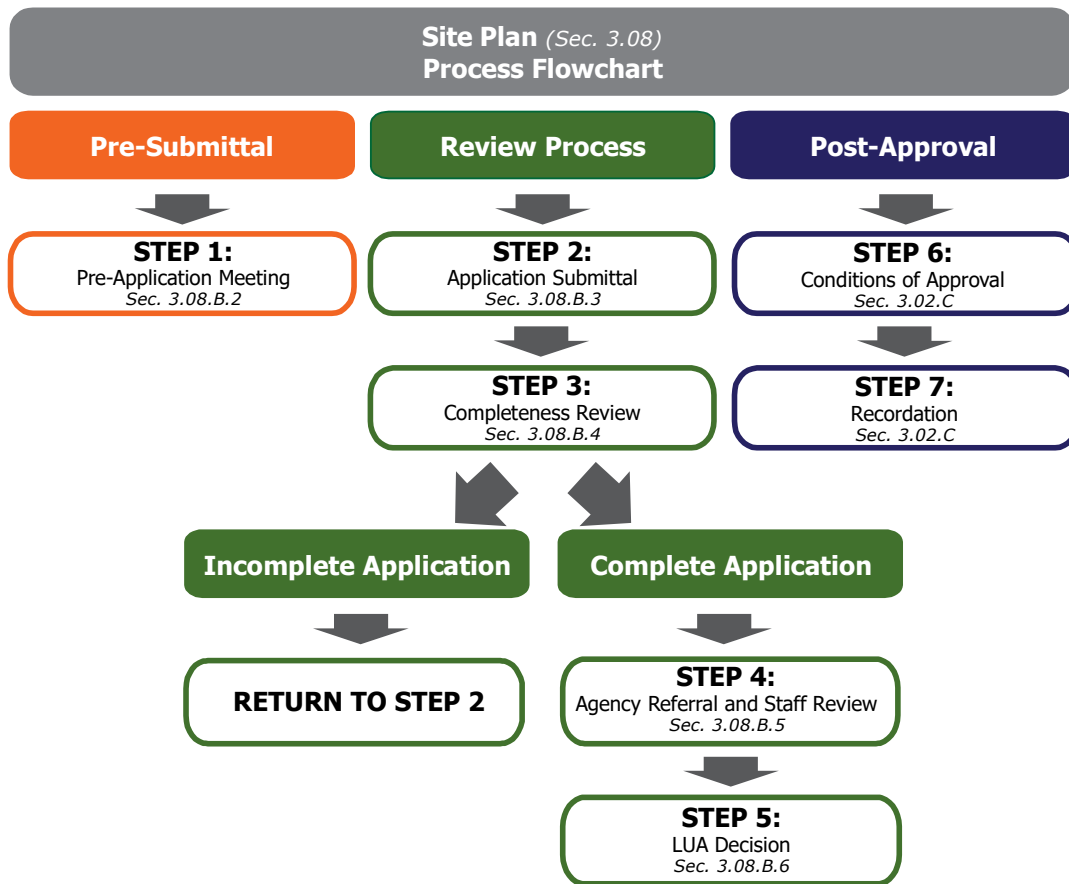 Site Plan (Sec. 3.08)
Process Flowchart
Pre-Submittal
Review Process
Post-Approval
STEP 1:
Pre-Application Meeting
Sec. 3.08.B.2
STEP 2:
Application Submittal
Sec. 3.08.B.3
STEP 6:
Conditions of Approval
Sec. 3.02.C
STEP 3:
Completeness Review
Sec. 3.08.B.4
STEP 7:
Recordation
Sec. 3.02.C
Incomplete Application
Complete Application
RETURN TO STEP 2
STEP 4:
Agency Referral and Staff Review
Sec. 3.08.B.5
STEP 5:
LUA Decision
Sec. 3.08.B.6